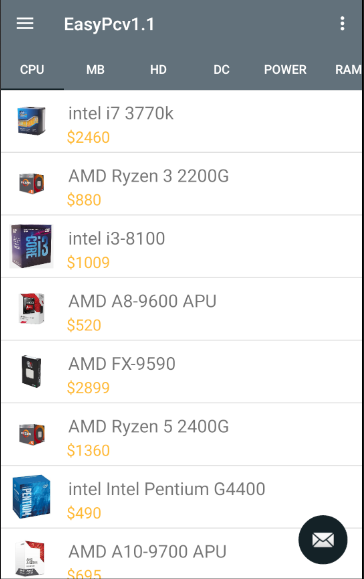 EasyPcv1.1
CPU MB HD DC POWER RAM
intel i7 3770k
$2460
AMD Ryzen 3 2200G
$880
intel i3-8100
$1009
AMD A8-9600 APU
$520
AMD FX-9590
$2899
AMD Ryzen 5 2400G
$1360
intel Intel Pentium G4400
$490
AMD A10-9700 APU
$695